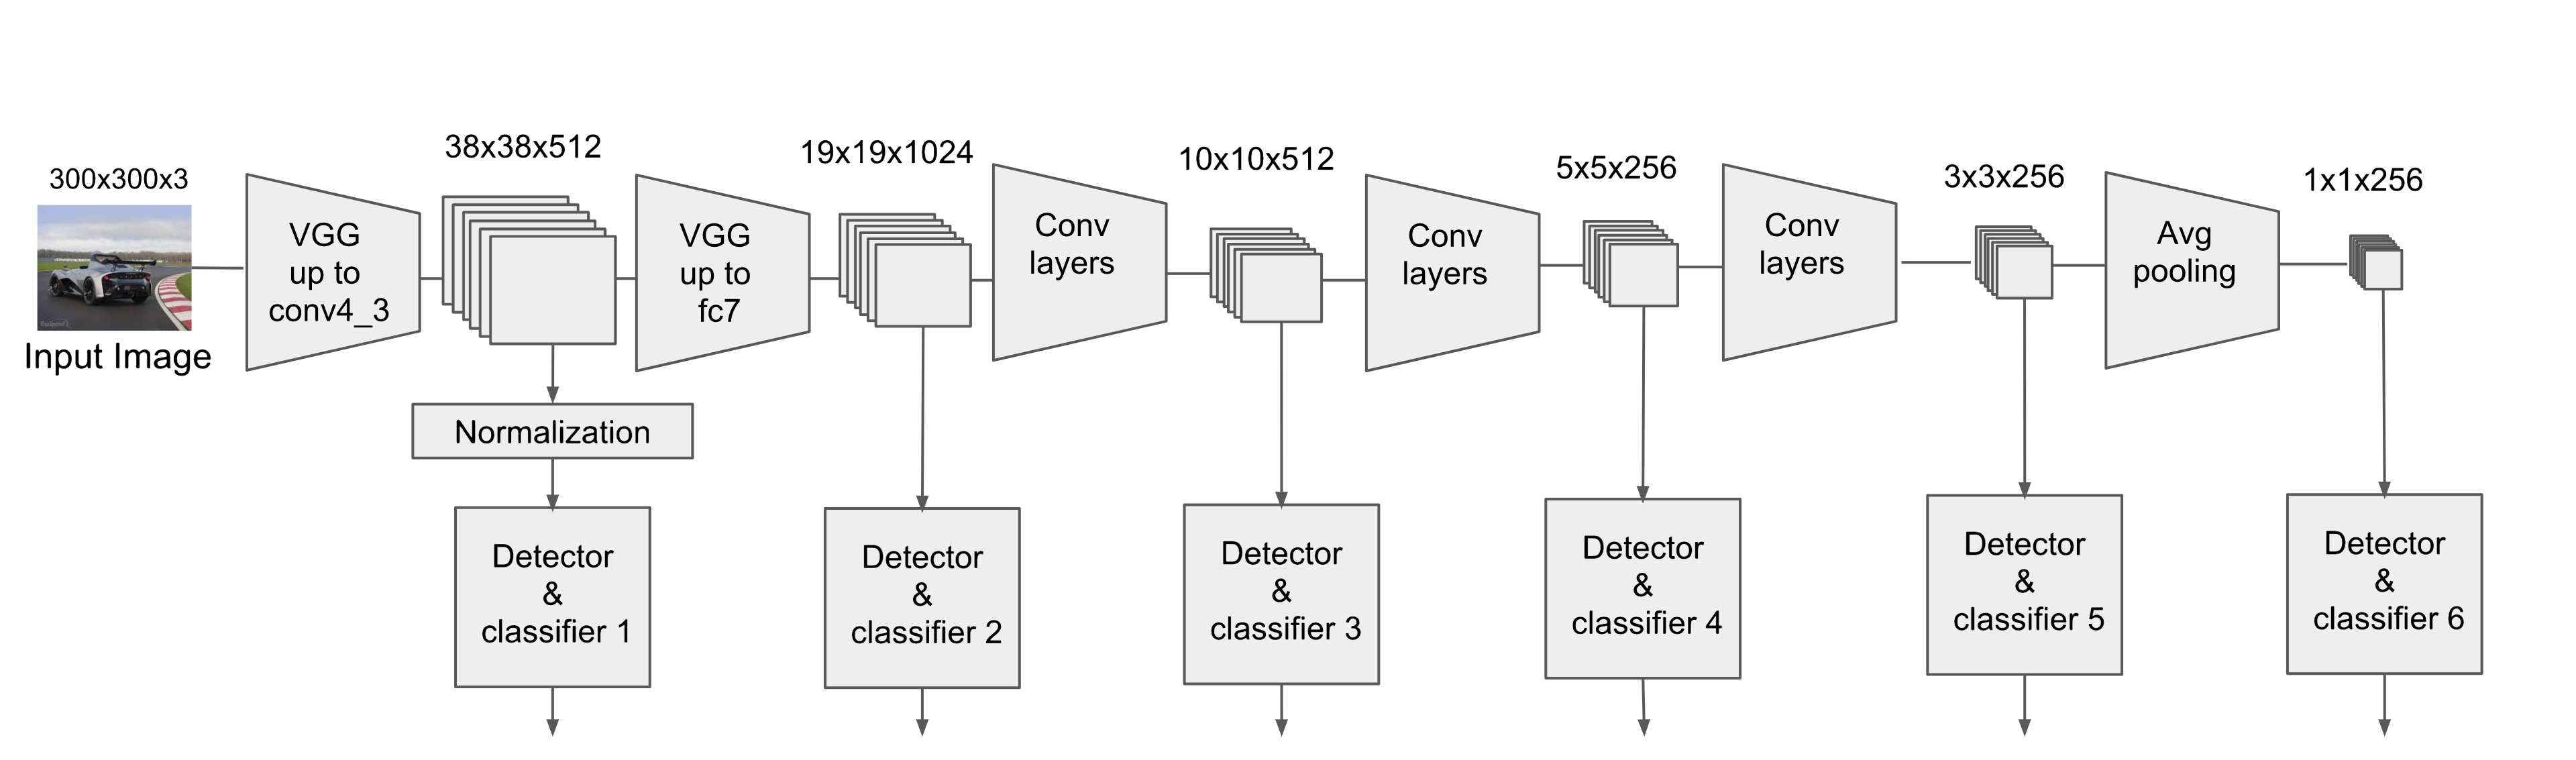 300x300x3
Input Image
VGG
up to
conv4_3
38x38x512
Normalization
Detector
&
classifier 1
VGG
up to
fc7
19x19x1024
Detector
&
classifier 2
Conv
layers
10x10x512
Detector
&
classifier 3
Conv
layers
5x5x256
Detector
&
classifier 4
Conv
layers
3x3x256
Detector
&
classifier 5
Avg
pooling
1x1x256
Detector
&
classifier 6